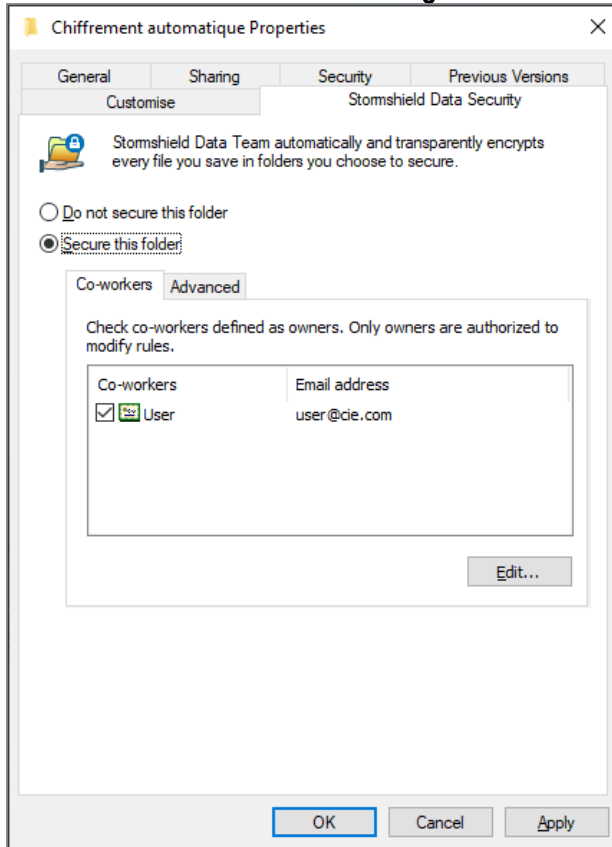 Chiffrement automatique Properties
General Sharing Security Previous Versions
Customise Stormshield Data Security
Stormshield Data Team automatically and transparently encrypts
every file you save in folders you choose to secure.
Do not secure this folder
Secure this folder
Co-workers Advanced
Check co-workers defined as owners. Only owners are authorized to
modify rules.
Co-workers Email address
User user@cie.com
Edit...
OK Cancel Apply